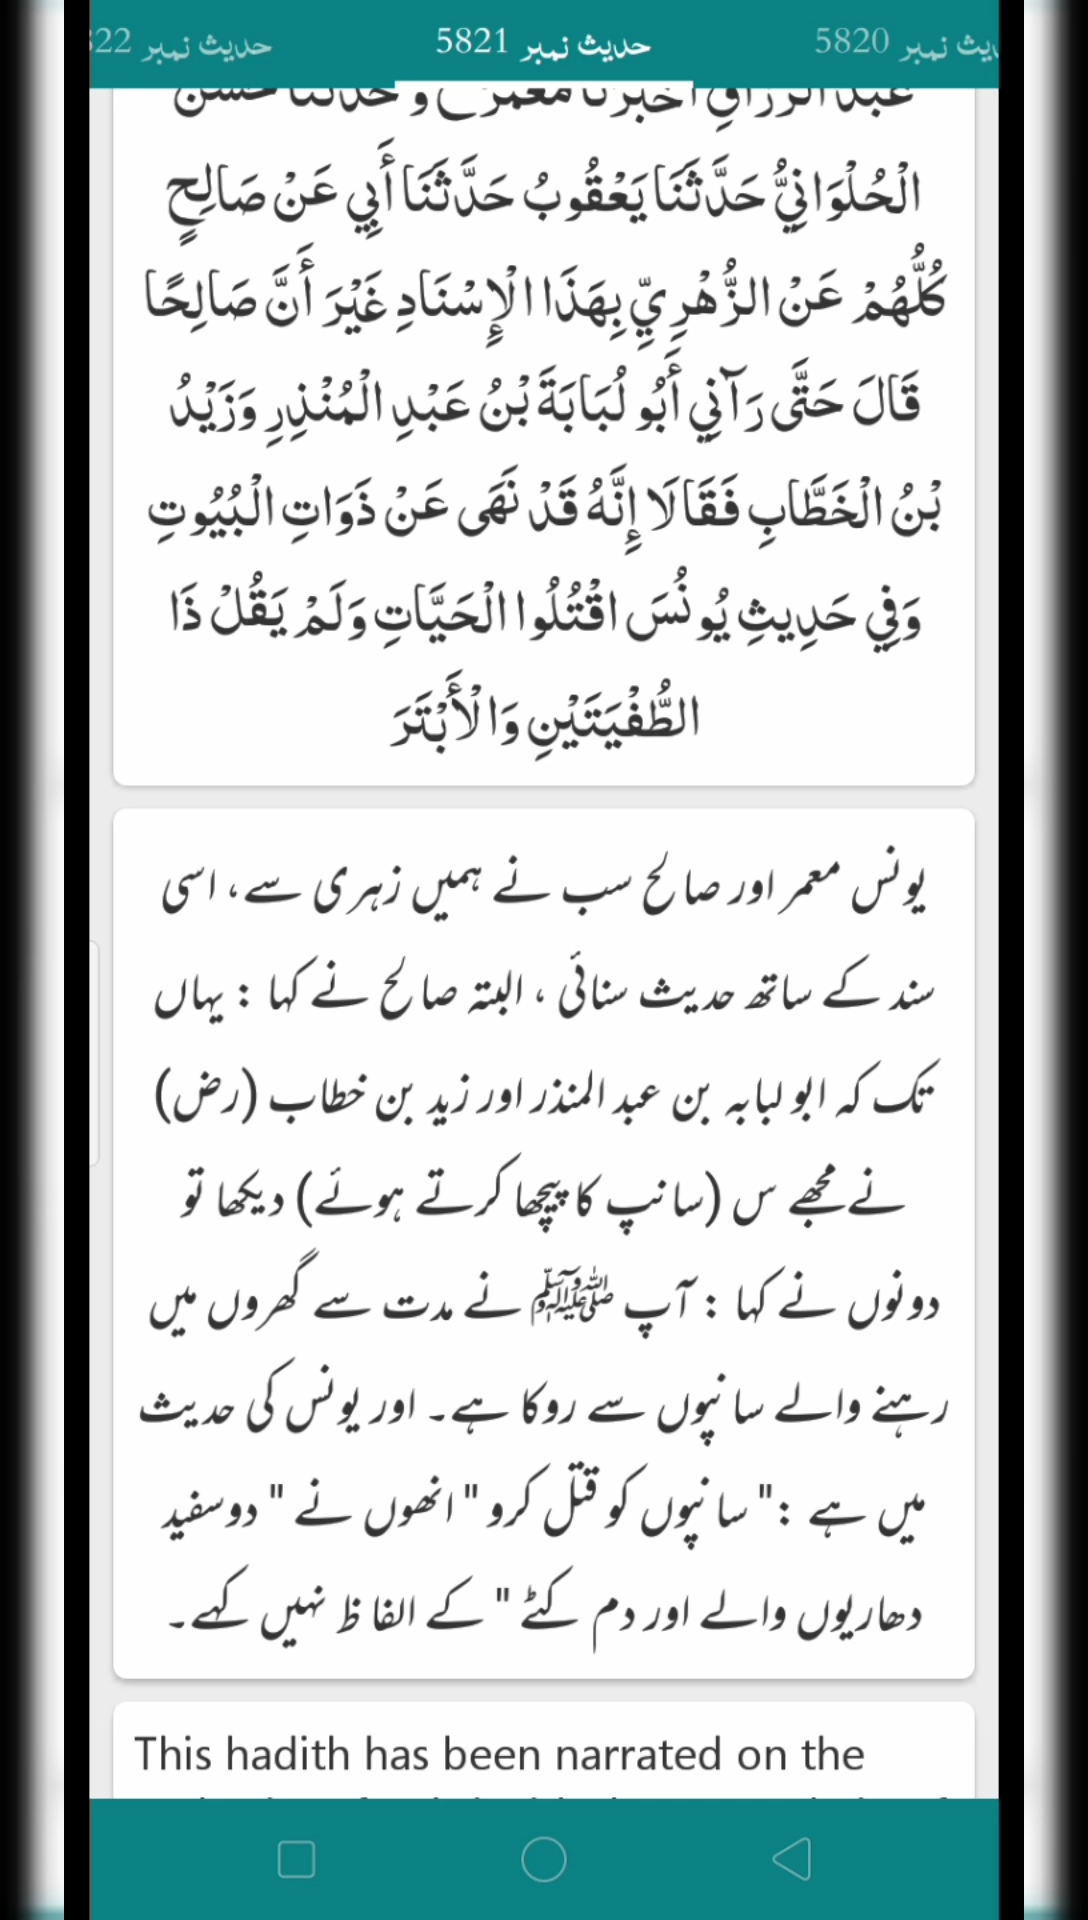 حدیث نمبر 5820
حدیث نمبر 5821
حدیث نمبر
عَبْدُ الرَّزَّاقِ أَخْبَرَنَا مَعْمَرٌ ح و حَدَّثَنَا حَسَنٌ
الْحُلْوَانِيُّ حَدَّثَنَا يَعْقُوبُ حَدَّثَنَا أَبِي عَنْ صَالِحٍ
كُلُّهُمْ عَنْ الزُّهْرِيِّ بِهَذَا الْإِسْنَادِ غَيْرَ أَنَّ صَالِحًا
قَالَ حَتَّى رَآنِي أَبُو لُبَابَةَ بْنُ عَبْدِ الْمُنْذِرِ وَزَيْدُ
بْنُ الْخَطَّابِ فَقَالَا إِنَّهُ قَدْ نَهَى عَنْ ذَوَاتِ الْبُيُوتِ
وَفِي حَدِيثِ يُونُسَ اقْتُلُوا الْحَيَّاتِ وَلَمْ يَقُلْ ذَا
الطُّفْيَتَيْنِ وَالْأَبْتَرَ
یونس معمر اور صالح سب نے ہمیں زہری سے، اسی
سند کے ساتھ حدیث سنائی ، البتہ صالح نے کہا : یہاں
تک کہ ابو لبابہ بن عبد المنذر اور زید بن خطاب (رض)
نے مجھے س (سانپ کا پیچھا کرتے ہوئے) دیکھا تو
دونوں نے کہا : آپ ﷺ نے مدت سے گھروں میں
رہنے والے سانپوں سے روکا ہے۔ اور یونس کی حدیث
میں ہے :" سانپوں کو قتل کرو " انھوں نے " دو سفید
دھاریوں والے اور دم کٹے " کے الفاظ نہیں کہے۔
This hadith has been narrated on the